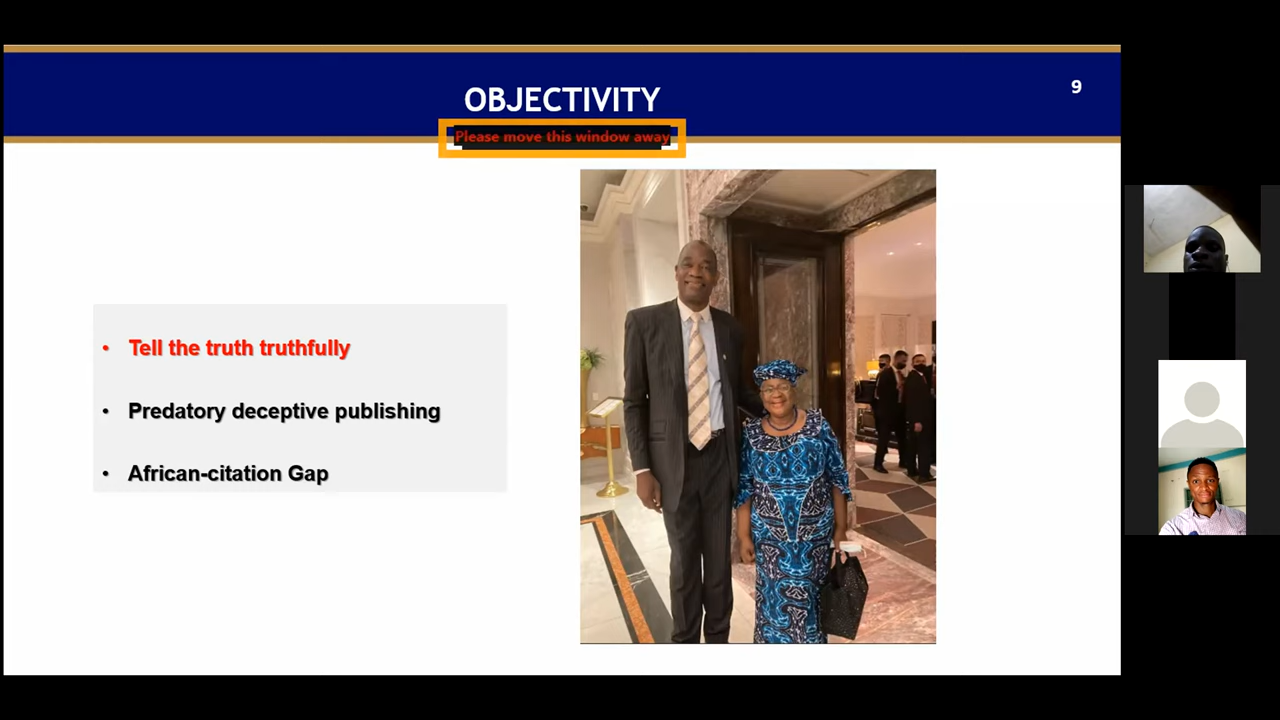 OBJECTIVITY
9
Please move this window away
• Tell the truth truthfully
• Predatory deceptive publishing
• African-citation Gap